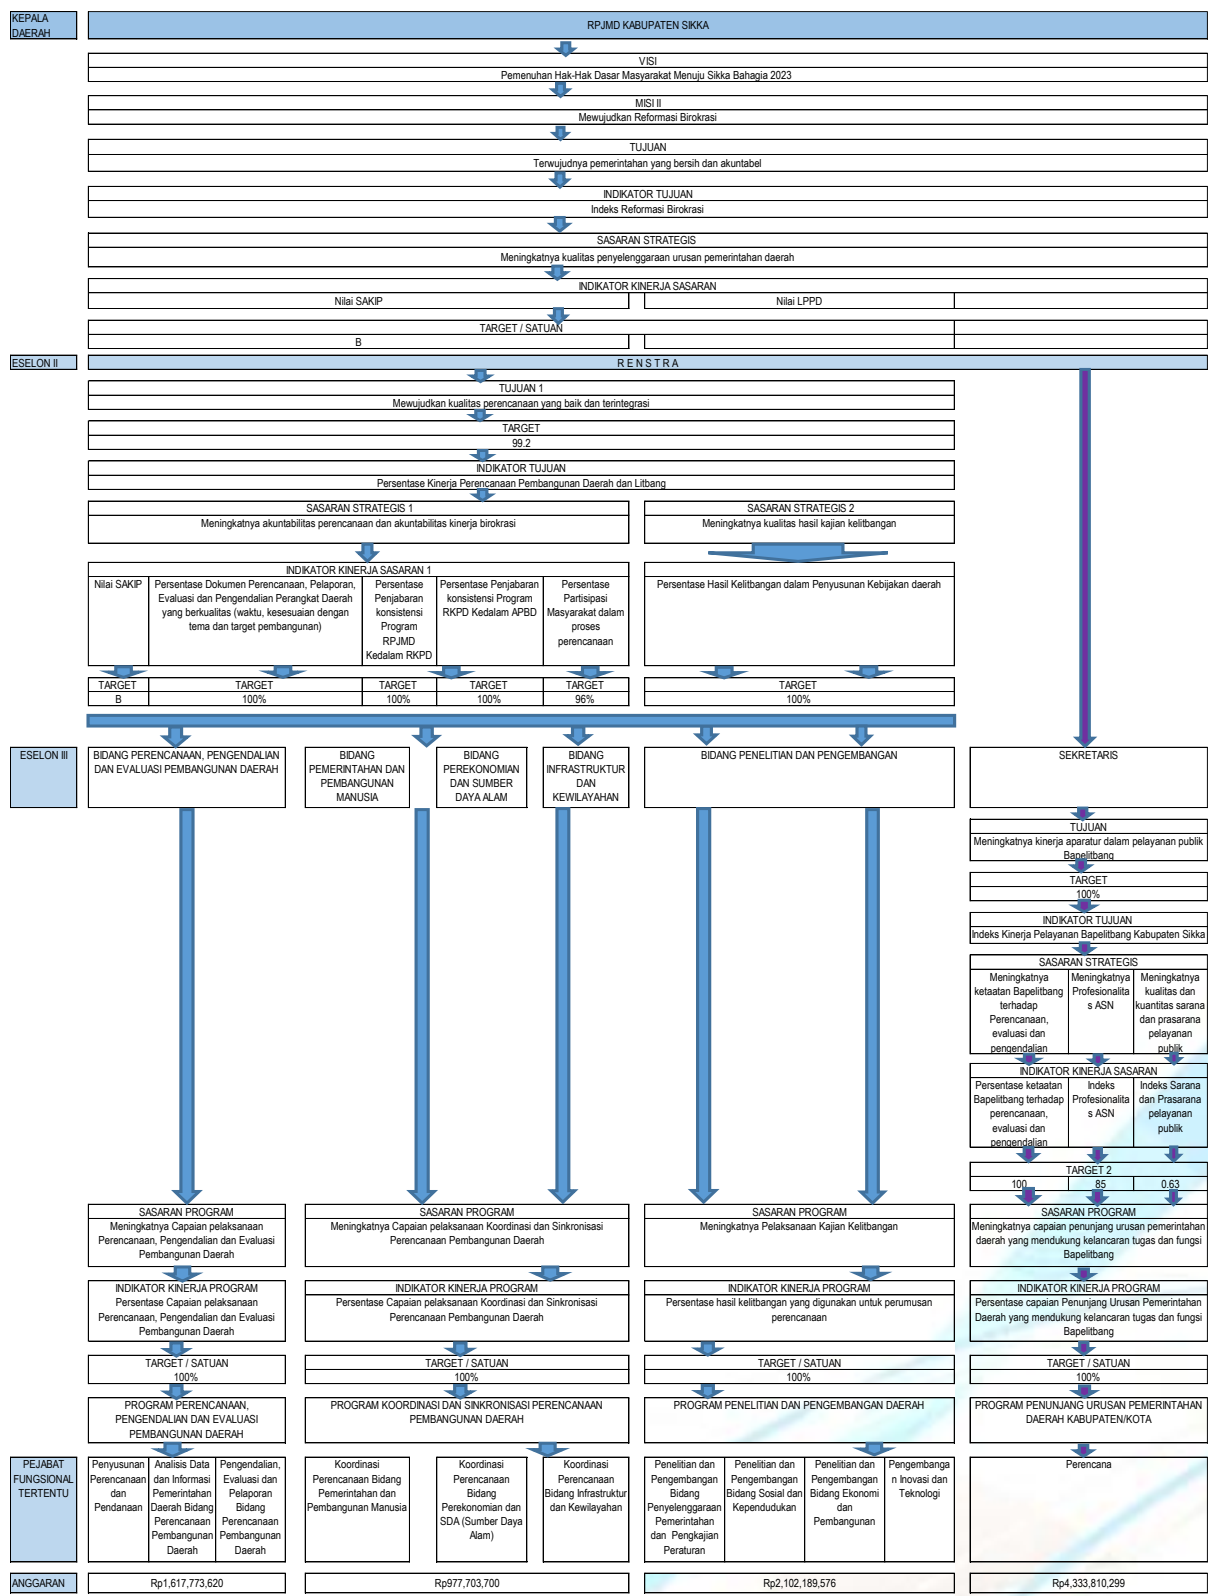 KEPALA
DAERAH
RPJMD KABUPATEN SIKKA
VISI
Pemenuhan Hak-Hak Dasar Masyarakat Menuju Sikka Bahagia 2023
MISI II
Mewujudkan Reformasi Birokrasi
TUJUAN
Terwujudnya pemerintahan yang bersih dan akuntabel
INDIKATOR TUJUAN
Indeks Reformasi Birokrasi
SASARAN STRATEGIS
Meningkatnya kualitas penyelenggaraan urusan pemerintahan daerah
INDIKATOR KINERJA SASARAN
Nilai SAKIP
Nilai LPPD
TARGET / SATUAN
B
ESELON II
R E N S T R A
TUJUAN 1
Mewujudkan kualitas perencanaan yang baik dan terintegrasi
TARGET
99.2
INDIKATOR TUJUAN
Persentase Kinerja Perencanaan Pembangunan Daerah dan Litbang
SASARAN STRATEGIS 1
Meningkatnya akuntabilitas perencanaan dan akuntabilitas kinerja birokrasi
SASARAN STRATEGIS 2
Meningkatnya kualitas hasil kajian kelitbangan
INDIKATOR KINERJA SASARAN 1
Nilai SAKIP
Persentase Dokumen Perencanaan, Pelaporan,
Evaluasi dan Pengendalian Perangkat Daerah
yang berkualitas (waktu, kesesuaian dengan
tema dan target pembangunan)
Persentase
Penjabaran
konsistensi
Program
RPJMD
Kedalam RKPD
Persentase Penjabaran
konsistensi Program
RKPD Kedalam APBD
Persentase
Partisipasi
Masyarakat dalam
proses
perencanaan
Persentase Hasil Kelitbangan dalam Penyusunan Kebijakan daerah
TARGET
B
TARGET
100%
TARGET
100%
TARGET
100%
TARGET
96%
TARGET
100%
ESELON III
BIDANG PERENCANAAN, PENGENDALIAN
DAN EVALUASI PEMBANGUNAN DAERAH
BIDANG
PEMERINTAHAN DAN
PEMBANGUNAN
MANUSIA
BIDANG
PEREKONOMIAN
DAN SUMBER
DAYA ALAM
BIDANG
INFRASTRUKTUR
DAN
KEWILAYAHAN
BIDANG PENELITIAN DAN PENGEMBANGAN
SEKRETARIS
TUJUAN
Meningkatnya kinerja aparatur dalam pelayanan publik
Bapelitbang
TARGET
100%
INDIKATOR TUJUAN
Indeks Kinerja Pelayanan Bapelitbang Kabupaten Sikka
SASARAN STRATEGIS
Meningkatnya
ketaatan Bapelitbang
terhadap
Perencanaan,
evaluasi dan
pengendalian
Meningkatnya
Profesionalita
s ASN
Meningkatnya
kualitas dan
kuantitas sarana
dan prasarana
pelayanan
publik
INDIKATOR KINERJA SASARAN
Persentase ketaatan
Bapelitbang terhadap
perencanaan,
evaluasi dan
pengendalian
Indeks
Profesionalita
s ASN
Indeks Sarana
dan Prasarana
pelayanan
publik
TARGET 2
100
85
0.63
SASARAN PROGRAM
Meningkatnya Capaian pelaksanaan
Perencanaan, Pengendalian dan Evaluasi
Pembangunan Daerah
SASARAN PROGRAM
Meningkatnya Capaian pelaksanaan Koordinasi dan Sinkronisasi
Perencanaan Pembangunan Daerah
SASARAN PROGRAM
Meningkatnya Pelaksanaan Kajian Kelitbangan
SASARAN PROGRAM
Meningkatnya capaian penunjang urusan pemerintahan
daerah yang mendukung kelancaran tugas dan fungsi
Bapelitbang
INDIKATOR KINERJA PROGRAM
Persentase Capaian pelaksanaan
Perencanaan, Pengendalian dan Evaluasi
Pembangunan Daerah
INDIKATOR KINERJA PROGRAM
Persentase Capaian pelaksanaan Koordinasi dan Sinkronisasi
Perencanaan Pembangunan Daerah
INDIKATOR KINERJA PROGRAM
Persentase hasil kelitbangan yang digunakan untuk perumusan
perencanaan
INDIKATOR KINERJA PROGRAM
Persentase capaian Penunjang Urusan Pemerintahan
Daerah yang mendukung kelancaran tugas dan fungsi
Bapelitbang
TARGET / SATUAN
100%
TARGET / SATUAN
100%
TARGET / SATUAN
100%
TARGET / SATUAN
100%
PROGRAM PERENCANAAN,
PENGENDALIAN DAN EVALUASI
PEMBANGUNAN DAERAH
PROGRAM KOORDINASI DAN SINKRONISASI PERENCANAAN
PEMBANGUNAN DAERAH
PROGRAM PENELITIAN DAN PENGEMBANGAN DAERAH
PROGRAM PENUNJANG URUSAN PEMERINTAHAN
DAERAH KABUPATEN/KOTA
PEJABAT
FUNGSIONAL
TERTENTU
Penyusunan
Perencanaan
dan
Pendanaan
Analisis Data
dan Informasi
Pemerintahan
Daerah Bidang
Perencanaan
Pembangunan
Daerah
Pengendalian,
Evaluasi dan
Pelaporan
Bidang
Perencanaan
Pembangunan
Daerah
Koordinasi
Perencanaan Bidang
Pemerintahan dan
Pembangunan Manusia
Koordinasi
Perencanaan
Bidang
Perekonomian dan
SDA (Sumber Daya
Alam)
Koordinasi
Perencanaan
Bidang Infrastruktur
dan Kewilayahan
Penelitian dan
Pengembangan
Bidang
Penyelenggaraan
Pemerintahan
dan Pengkajian
Peraturan
Penelitian dan
Pengembangan
Bidang Sosial dan
Kependudukan
Penelitian dan
Pengembangan
Bidang Ekonomi
dan
Pembangunan
Pengembanga
n Inovasi dan
Teknologi
Perencana
ANGGARAN
Rp1,617,773,620
Rp977,703,700
Rp2,102,189,576
Rp4,333,810,299